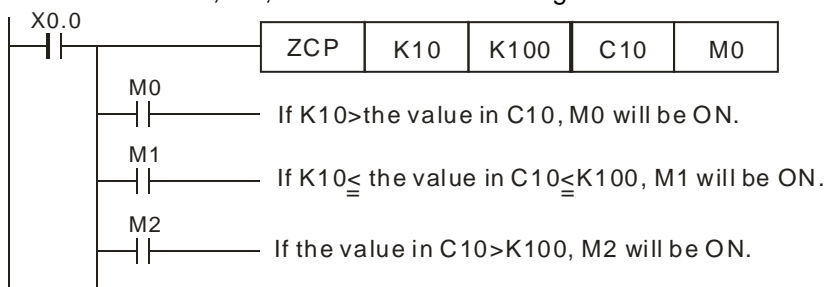 X0.0
ZCP K10 K100 C10 M0
M0
If K10>the value in C10, M0 will be ON.
M1
If K10≦ the value in C10≦K100, M1 will be ON.
M2
If the value in C10>K100, M2 will be ON.